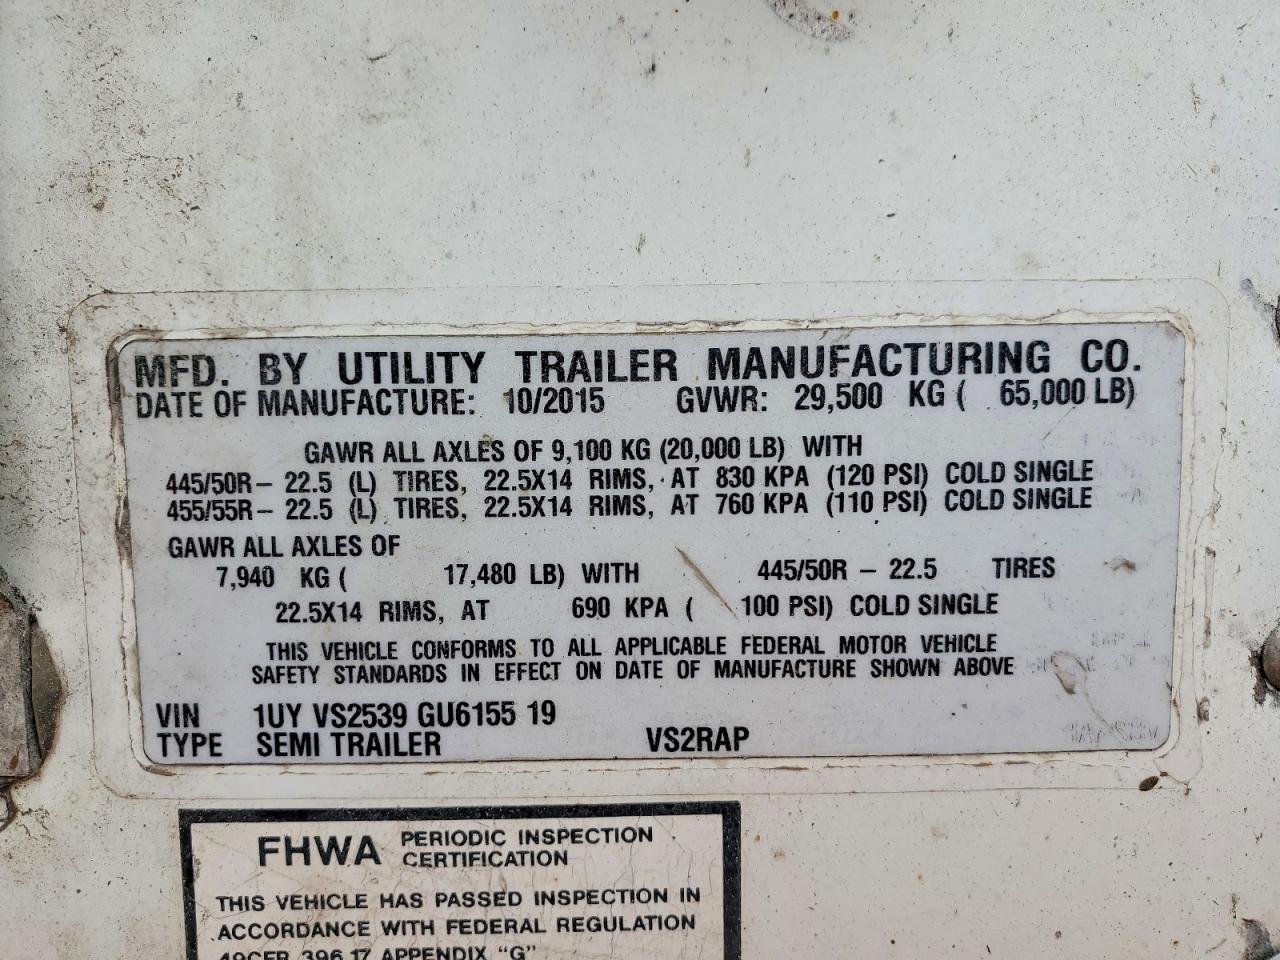 MFD. BY UTILITY TRAILER MANUFACTURING CO.
DATE OF MANUFACTURE: 10/2015 GVWR: 29,500 KG ( 65,000 LB)
GAWR ALL AXLES OF 9,100 KG (20,000 LB) WITH
445/50R – 22.5 (L) TIRES, 22.5X14 RIMS, AT 830 KPA (120 PSI) COLD SINGLE
455/55R – 22.5 (L) TIRES, 22.5X14 RIMS, AT 760 KPA (110 PSI) COLD SINGLE
GAWR ALL AXLES OF
7,940 KG ( 17,480 LB) WITH 445/50R – 22.5 TIRES
22.5X14 RIMS, AT 690 KPA ( 100 PSI) COLD SINGLE
THIS VEHICLE CONFORMS TO ALL APPLICABLE FEDERAL MOTOR VEHICLE
SAFETY STANDARDS IN EFFECT ON DATE OF MANUFACTURE SHOWN ABOVE
VIN 1UY VS2539 GU6155 19
TYPE SEMI TRAILER VS2RAP
FHWA PERIODIC INSPECTION
CERTIFICATION
THIS VEHICLE HAS PASSED INSPECTION IN
ACCORDANCE WITH FEDERAL REGULATION
49CFR 396.17 APPENDIX "G"